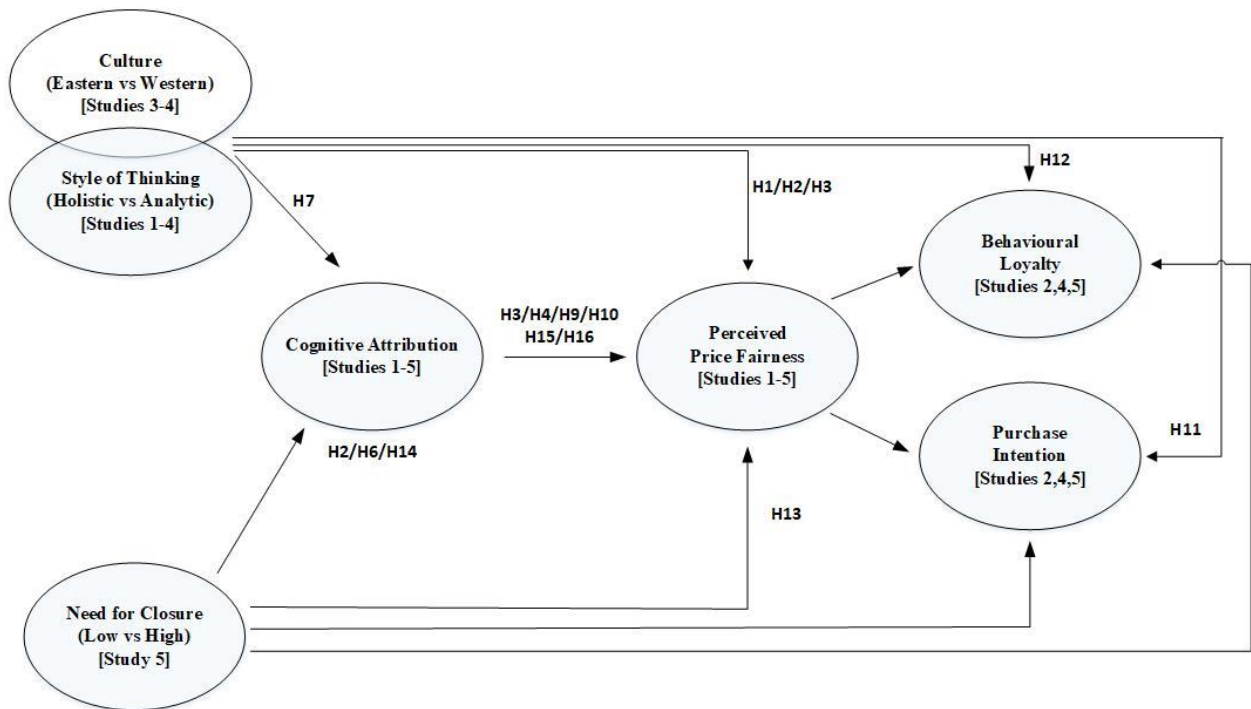 Culture
(Eastern vs Western)
[Studies 3-4]
Style of Thinking
(Holistic vs Analytic)
[Studies 1-4]
H7
H1/H2/H3
H12
Behavioural
Loyalty
[Studies 2,4,5]
Cognitive Attribution
[Studies 1-5]
H3/H4/H9/H10
H15/H16
Perceived
Price Fairness
[Studies 1-5]
H11
Purchase
Intention
[Studies 2,4,5]
H2/H6/H14
H13
Need for Closure
(Low vs High)
[Study 5]